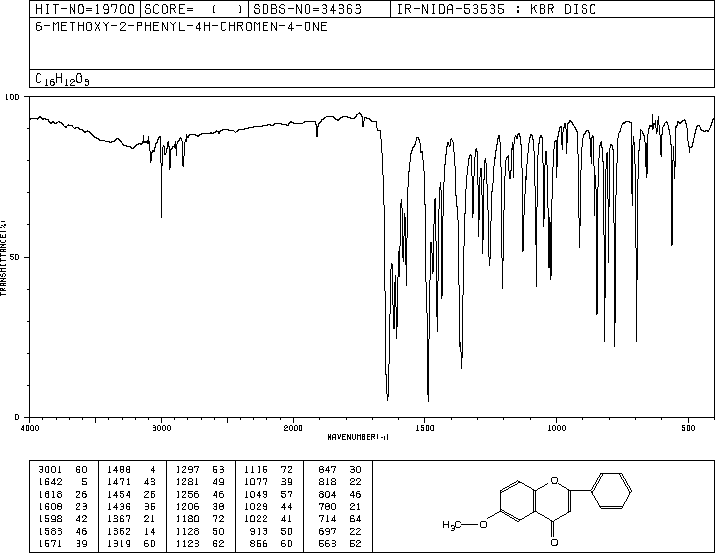 HIT-NO=19700 SCORE= ( ) SDBS-NO=34363 IR-NIDA-53535 : KBR DISC
6-METHOXY-2-PHENYL-4H-CHROMEN-4-ONE
C16H12O3
100
50
0
TRANSMITTANCE(%)
4000 3000 2000 1500 1000 500
WAVENUMBER(-1)
3001 60 1488 4 1297 53 1115 72 847 30
1642 5 1471 43 1281 49 1077 39 818 22
1618 26 1454 25 1256 46 1049 57 804 46
1608 23 1436 36 1206 38 1029 44 780 21
1598 42 1367 21 1180 72 1022 41 714 64
1583 46 1362 14 1128 50 913 50 697 22
1571 39 1319 60 1123 62 866 60 563 52
O
H3C
O
O